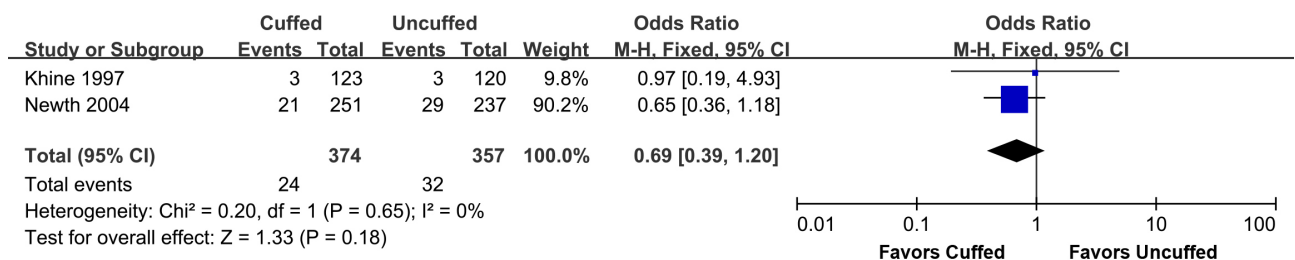 Cuffed Uncuffed Odds Ratio Odds Ratio
Study or Subgroup Events Total Events Total Weight M-H, Fixed, 95% CI M-H, Fixed, 95% CI
Khine 1997 3 123 3 120 9.8% 0.97 [0.19, 4.93]
Newth 2004 21 251 29 237 90.2% 0.65 [0.36, 1.18]
Total (95% CI) 374 357 100.0% 0.69 [0.39, 1.20]
Total events 24 32
Heterogeneity: Chi² = 0.20, df = 1 (P = 0.65); I² = 0%
Test for overall effect: Z = 1.33 (P = 0.18)
0.01 0.1 1 10 100
Favors Cuffed Favors Uncuffed